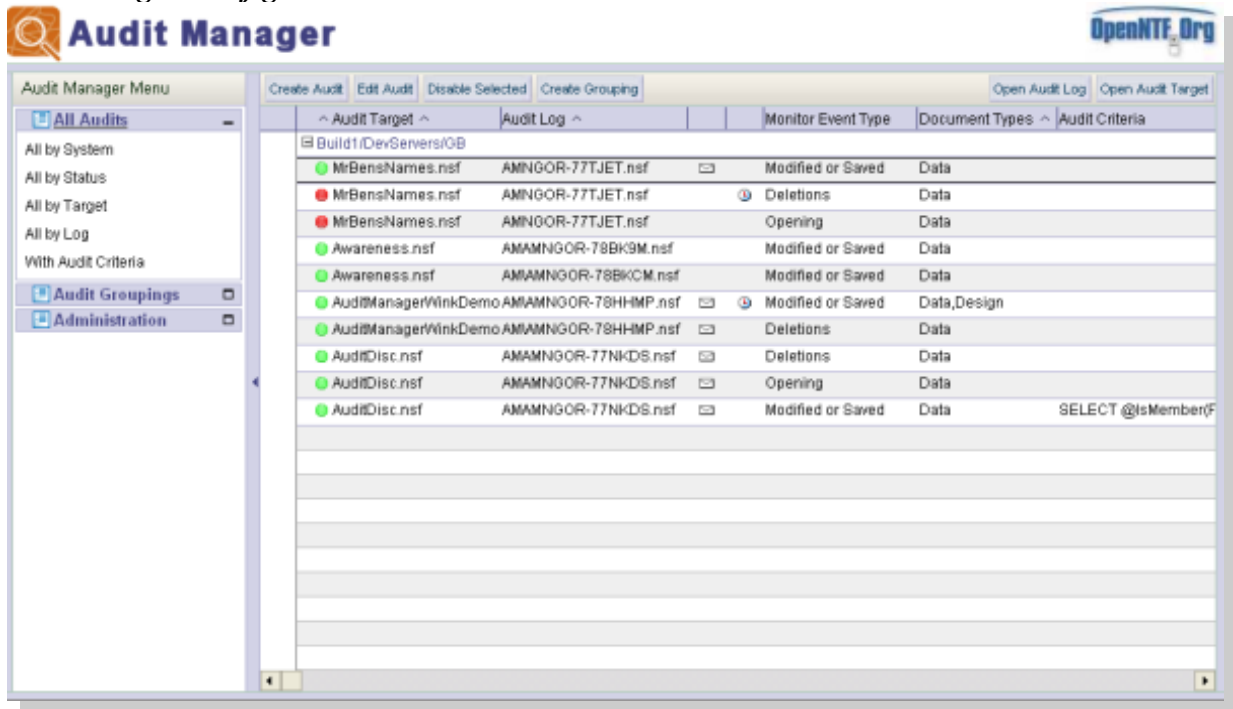 Audit Manager
OpenNTF.Org
Audit Manager Menu
Create Audit Edit Audit Disable Selected Create Grouping Open Audit Log Open Audit Target
All Audits
All by System
All by Status
All by Target
All by Log
With Audit Criteria
Audit Groupings
Administration
Audit Target Audit Log Monitor Event Type Document Types Audit Criteria
Build1/DevServers/GB
MrBensNames.nsf AMNGOR-77TJET.nsf Modified or Saved Data
MrBensNames.nsf AMNGOR-77TJET.nsf Deletions Data
MrBensNames.nsf AMNGOR-77TJET.nsf Opening Data
Awareness.nsf AMAMNGOR-78BK9M.nsf Modified or Saved Data
Awareness.nsf AMAMNGOR-78BKCM.nsf Modified or Saved Data
AuditManagerWinkDemo AMAMNGOR-78HHMP.nsf Modified or Saved Data,Design
AuditManagerWinkDemo AMAMNGOR-78HHMP.nsf Deletions Data
AuditDisc.nsf AMAMNGOR-77NKDS.nsf Deletions Data
AuditDisc.nsf AMAMNGOR-77NKDS.nsf Opening Data
AuditDisc.nsf AMAMNGOR-77NKDS.nsf Modified or Saved Data SELECT @IsMember(F